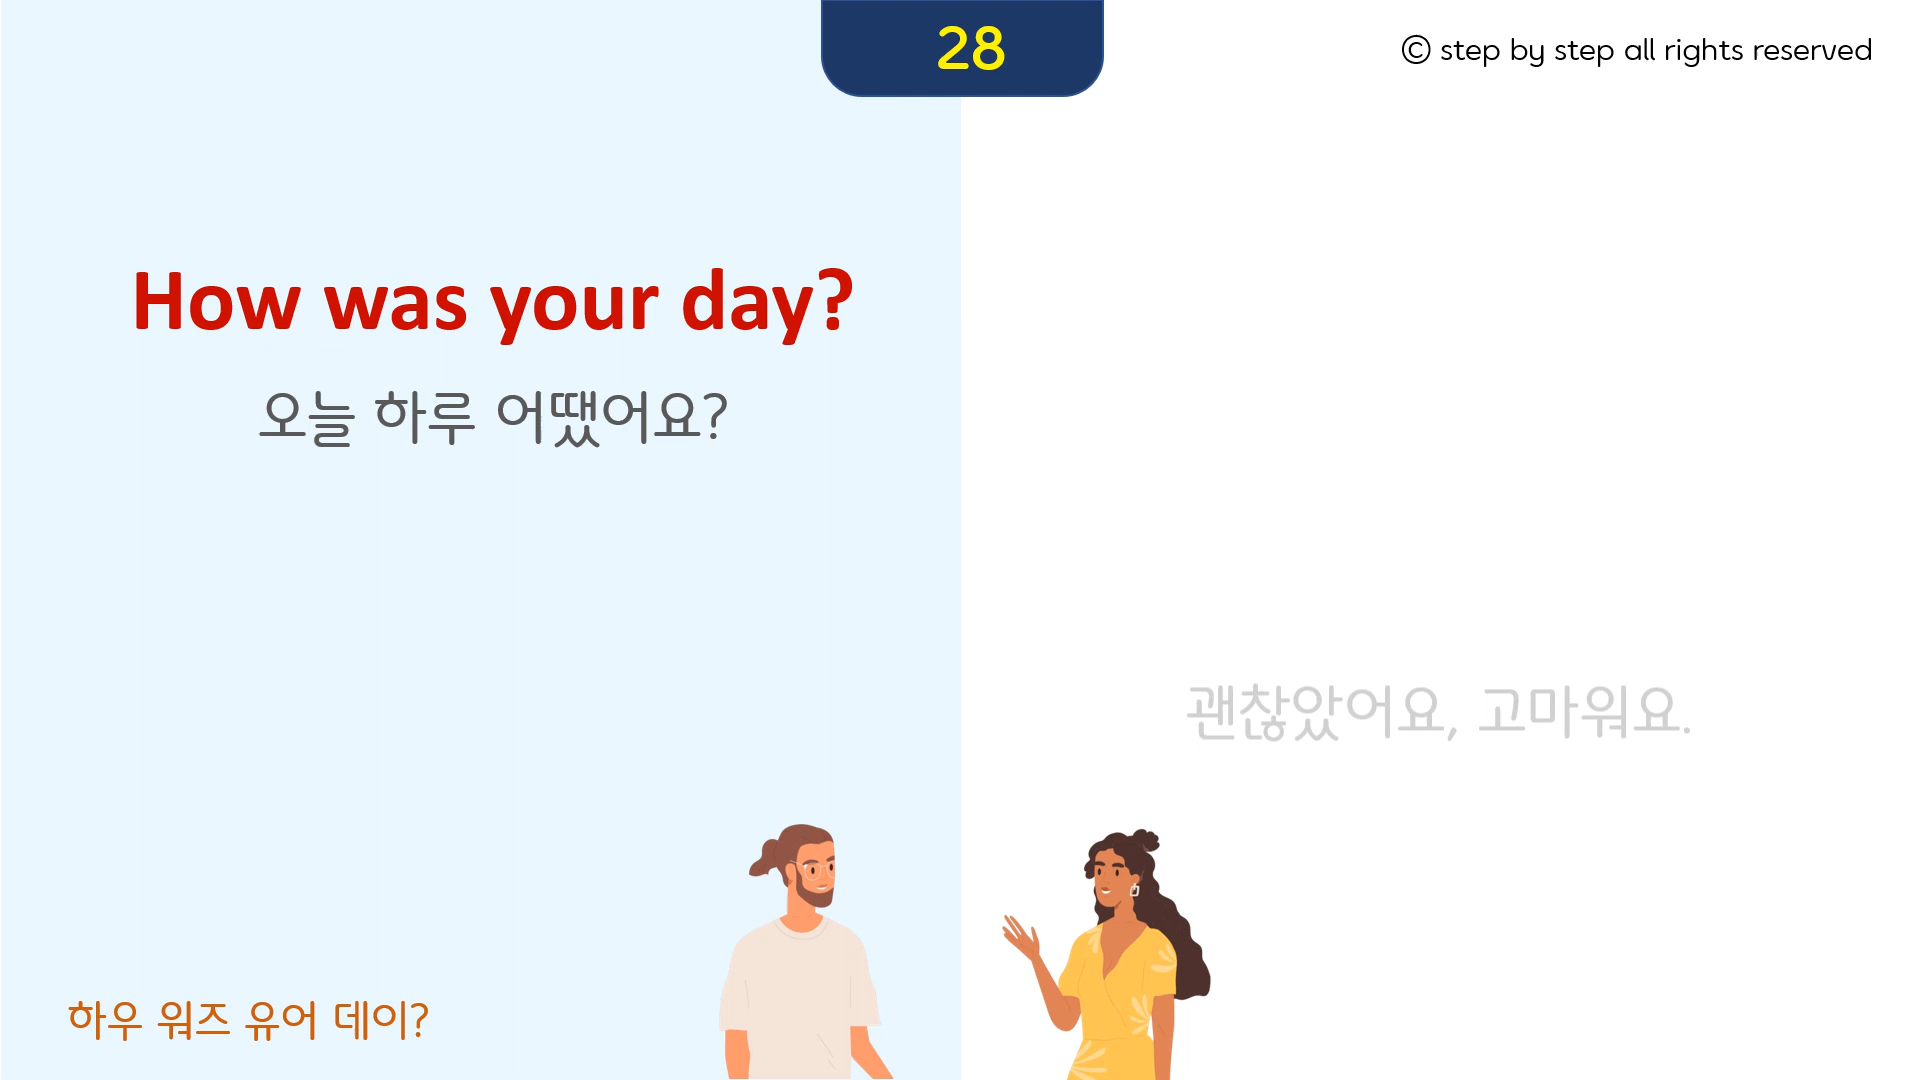 28
© step by step all rights reserved
How was your day?
오늘 하루 어땠어요?
괜찮았어요, 고마워요.
하우 워즈 유어 데이?